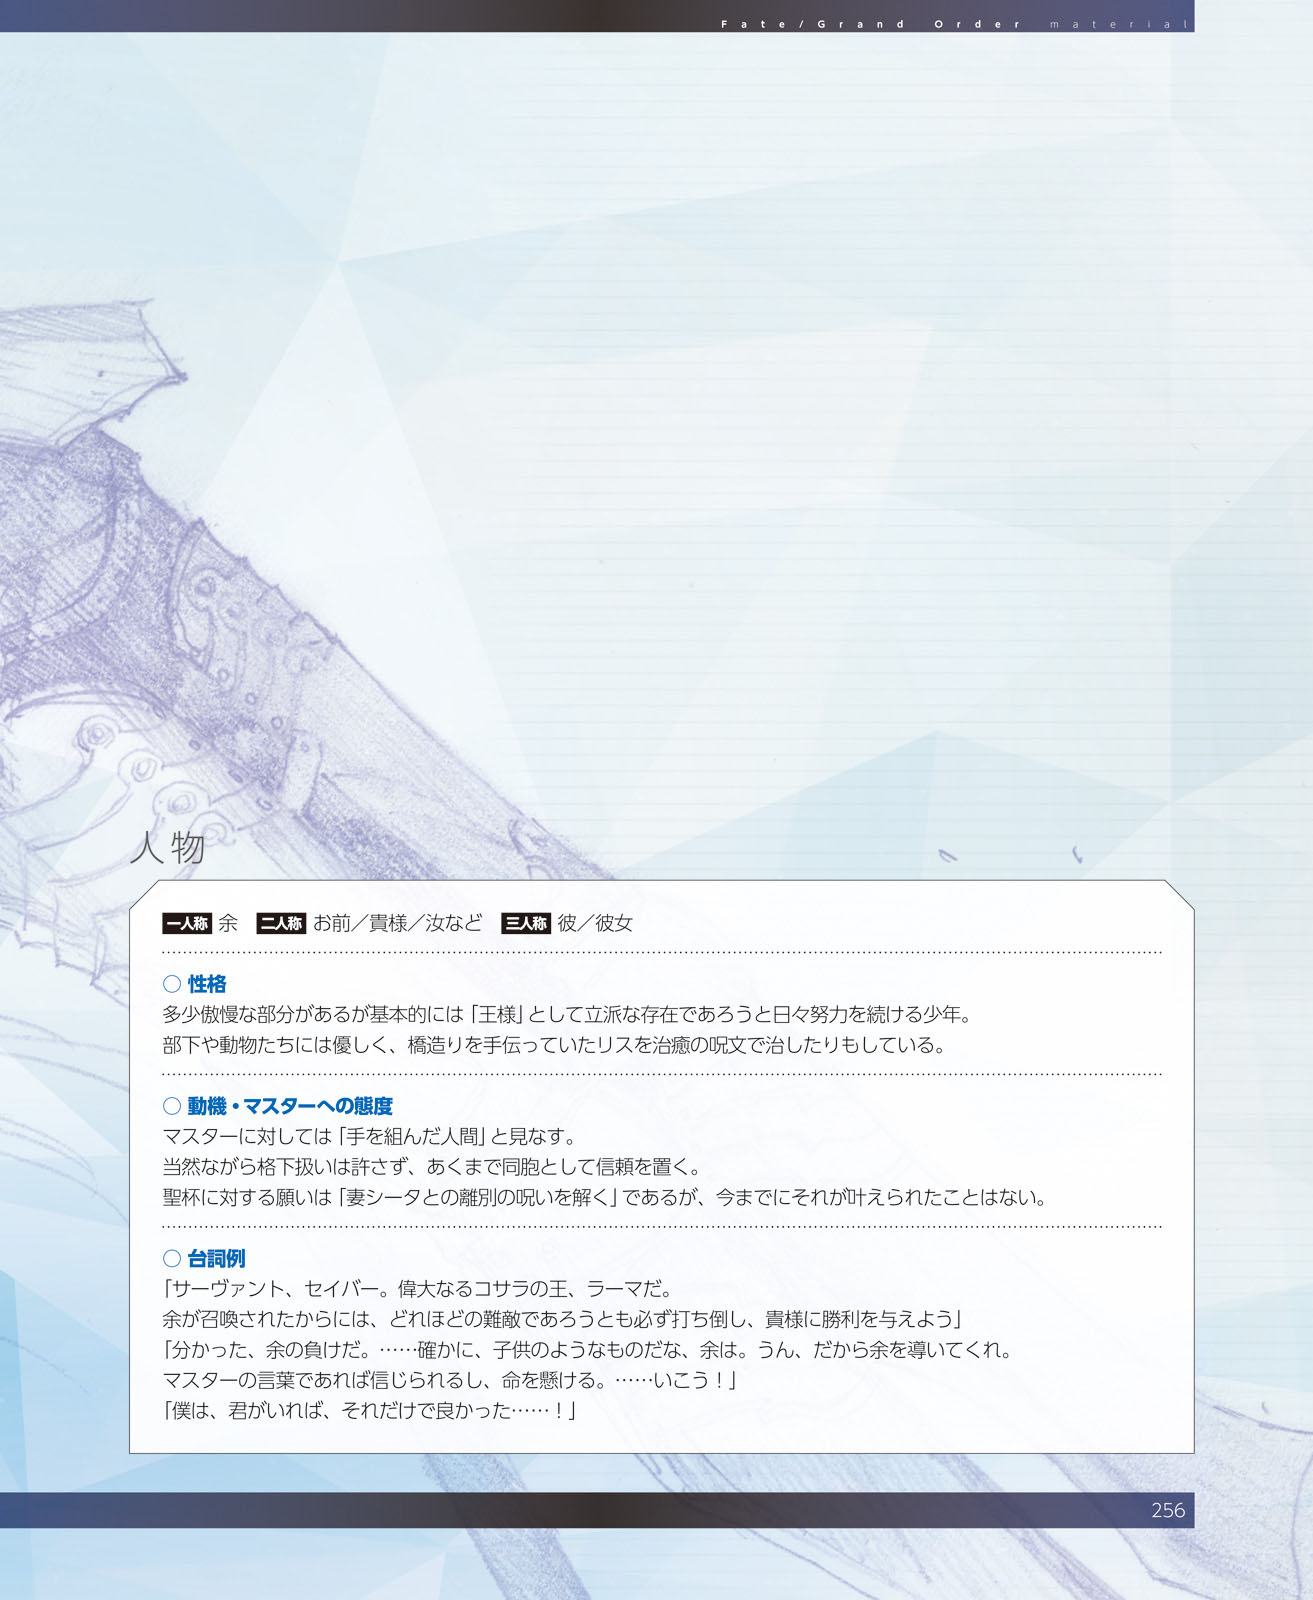 Fate/Grand Order material
人物
一人称 余 二人称 お前／貴様／汝など 三人称 彼／彼女
○ 性格
多少傲慢な部分があるが基本的には「王様」として立派な存在であろうと日々努力を続ける少年。
部下や動物たちには優しく、橋造りを手伝っていたリスを治癒の呪文で治したりもしている。
○ 動機・マスターへの態度
マスターに対しては「手を組んだ人間」と見なす。
当然ながら格下扱いは許さず、あくまで同胞として信頼を置く。
聖杯に対する願いは「妻シータとの離別の呪いを解く」であるが、今までにそれが叶えられたことはない。
○ 台詞例
「サーヴァント、セイバー。偉大なるコサラの王、ラーマだ。
余が召喚されたからには、どれほどの難敵であろうとも必ず打ち倒し、貴様に勝利を与えよう」
「分かった、余の負けだ。……確かに、子供のようなものだな、余は。うん、だから余を導いてくれ。
マスターの言葉であれば信じられるし、命を懸ける。……いこう！」
「僕は、君がいれば、それだけで良かった……！」
256